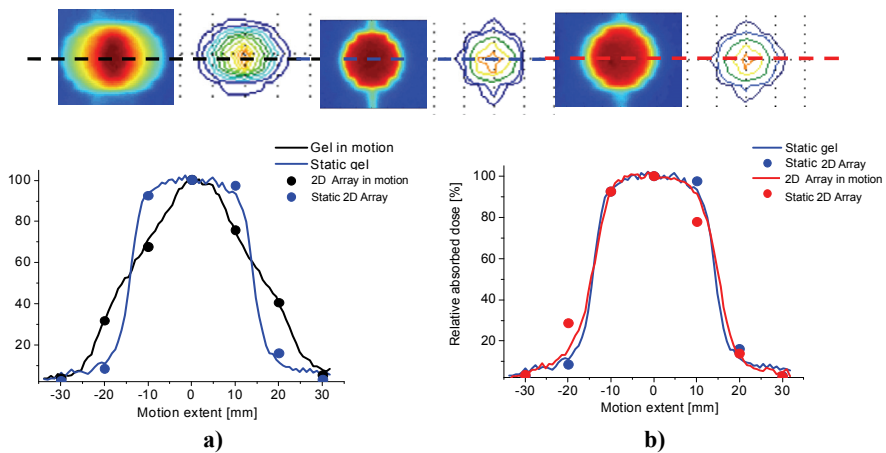 Gel in motion
Static gel
2D Array in motion
Static 2D Array
100
80
60
40
20
-30 -20 -10 0 10 20 30
Motion extent [mm]
a)
Static gel
Static 2D Array
2D Array in motion
Static 2D Array
Relative absorbed dose [%]
100
80
60
40
20
-30 -20 -10 0 10 20 30
Motion extent [mm]
b)